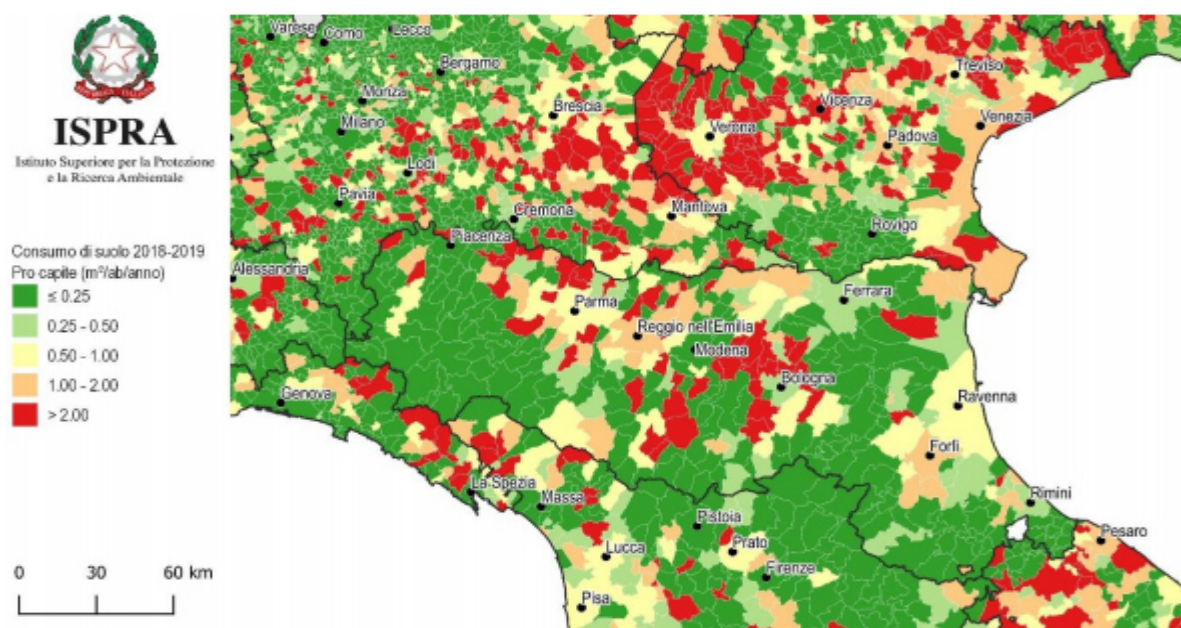 ISPRA
Istituto Superiore per la Protezione
e la Ricerca Ambientale
Consumo di suolo 2018-2019
Pro capite (m²/ab/anno)
≤ 0.25
0.25 - 0.50
0.50 - 1.00
1.00 - 2.00
> 2.00
0 30 60 km
Varese
Como
Lecco
Bergamo
Treviso
Monza
Brescia
Vicenza
Venezia
Milano
Verona
Padova
Lodi
Pavia
Cremona
Mantova
Rovigo
Piacenza
Alessandria
Parma
Ferrara
Reggio nell'Emilia
Modena
Bologna
Genova
Ravenna
Forlì
La Spezia
Massa
Rimini
Pistoia
Pesaro
Lucca
Prato
Firenze
Pisa